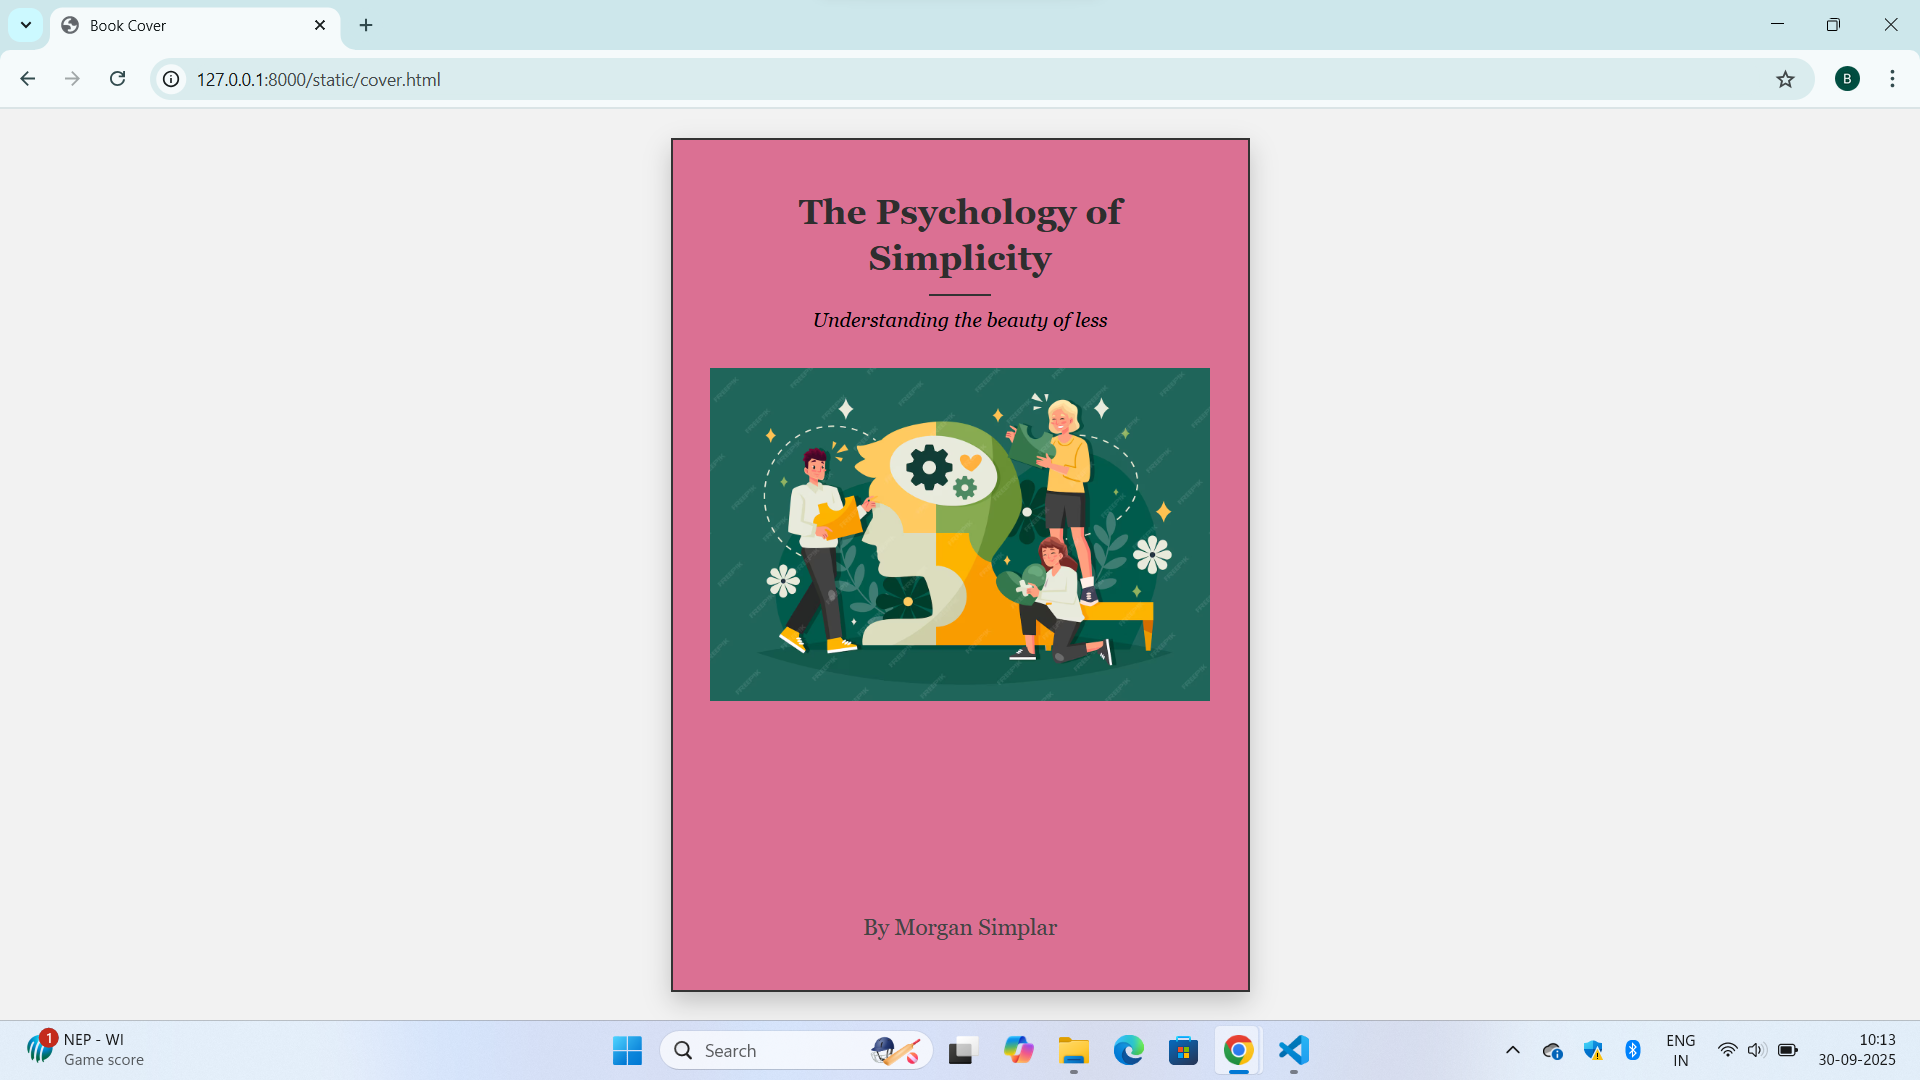 Book Cover
127.0.0.1:8000/static/cover.html
B
The Psychology of
Simplicity
Understanding the beauty of less
FREEPIK
By Morgan Simplar
1
NEP - WI
Game score
Search
ENG
IN
10:13
30-09-2025